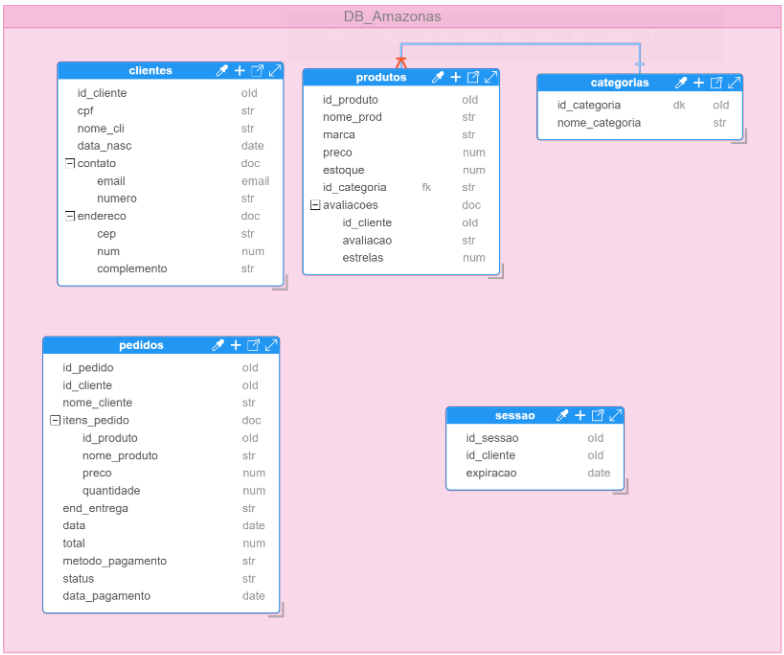 DB_Amazonas
clientes
id_cliente oId
cpf str
nome_cli str
data_nasc date
contato doc
email email
numero str
endereco doc
cep str
num num
complemento str
produtos
id_produto oId
nome_prod str
marca str
preco num
estoque num
id_categoria fk str
avaliacoes doc
id_cliente oId
avaliacao str
estrelas num
categorias
id_categoria dk oId
nome_categoria str
pedidos
id_pedido oId
id_cliente oId
nome_cliente str
itens_pedido doc
id_produto oId
nome_produto str
preco num
quantidade num
end_entrega str
data date
total num
metodo_pagamento str
status str
data_pagamento date
sessao
id_sessao oId
id_cliente oId
expiracao date